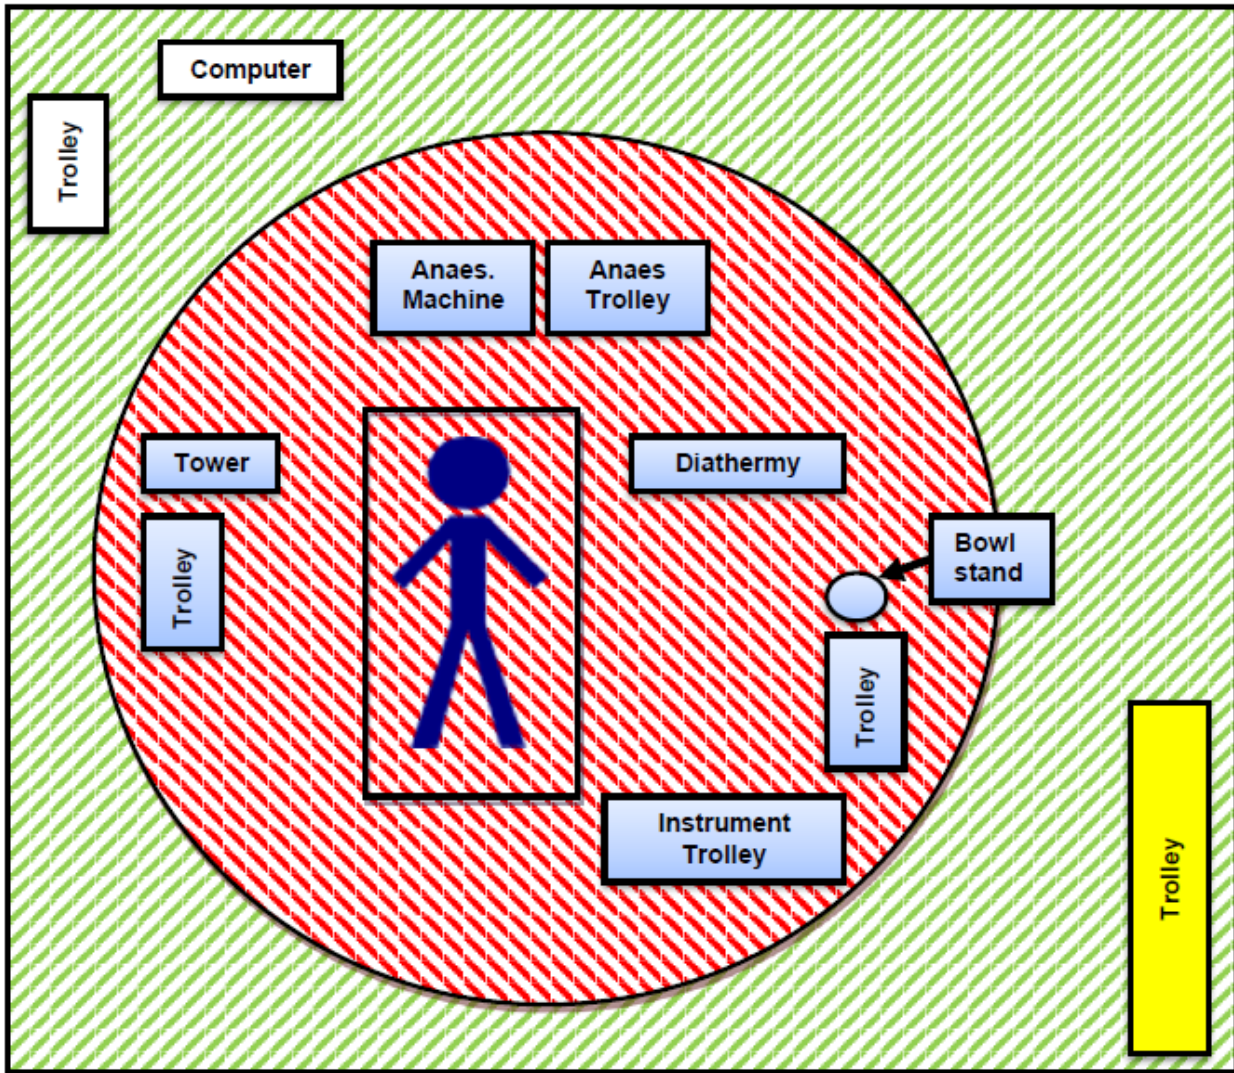 Computer
Trolley
Anaes.
Machine
Anaes
Trolley
Tower
Diathermy
Trolley
Bowl
stand
Trolley
Instrument
Trolley
Trolley